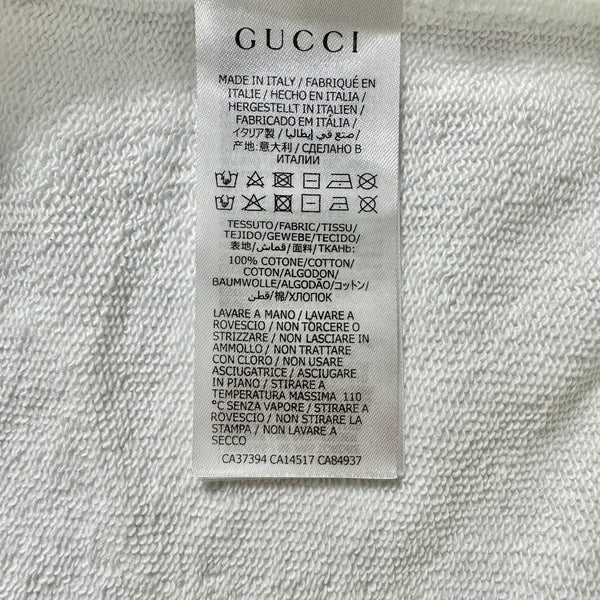 GUCCI
MADE IN ITALY / FABRIQUÉ EN
ITALIE / HECHO EN ITALIA /
HERGESTELLT IN ITALIEN /
FABRICADO EM ITÁLIA /
イタリア製 / صنع في إيطاليا /
产地:意大利 / СДЕЛАНО В
ИТАЛИИ
TESSUTO/FABRIC/TISSU/
TEJIDO/GEWEBE/TECIDO/
表地/قماش/面料/ТКАНЬ:
100% COTONE/COTTON/
COTON/ALGODON/
BAUMWOLLE/ALGODÃO/コットン/
قطن/棉/ХЛОПОК
LAVARE A MANO / LAVARE A
ROVESCIO / NON TORCERE O
STRIZZARE / NON LASCIARE IN
AMMOLLO / NON TRATTARE
CON CLORO / NON USARE
ASCIUGATRICE / ASCIUGARE
IN PIANO / STIRARE A
TEMPERATURA MASSIMA 110
°C SENZA VAPORE / STIRARE A
ROVESCIO / NON STIRARE LA
STAMPA / NON LAVARE A
SECCO
CA37394 CA14517 CA84937